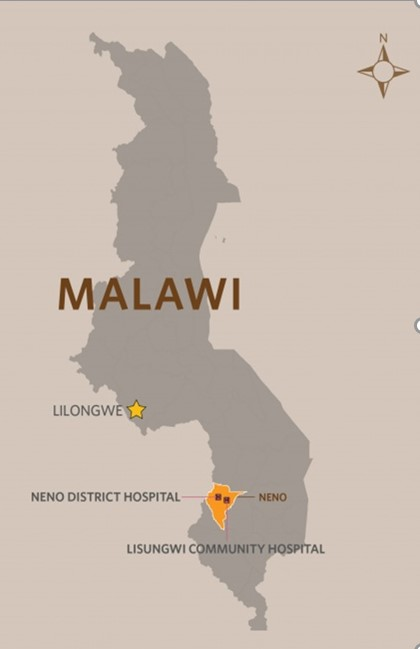 N
MALAWI
LILONGWE
NENO DISTRICT HOSPITAL
NENO
LISUNGWI COMMUNITY HOSPITAL